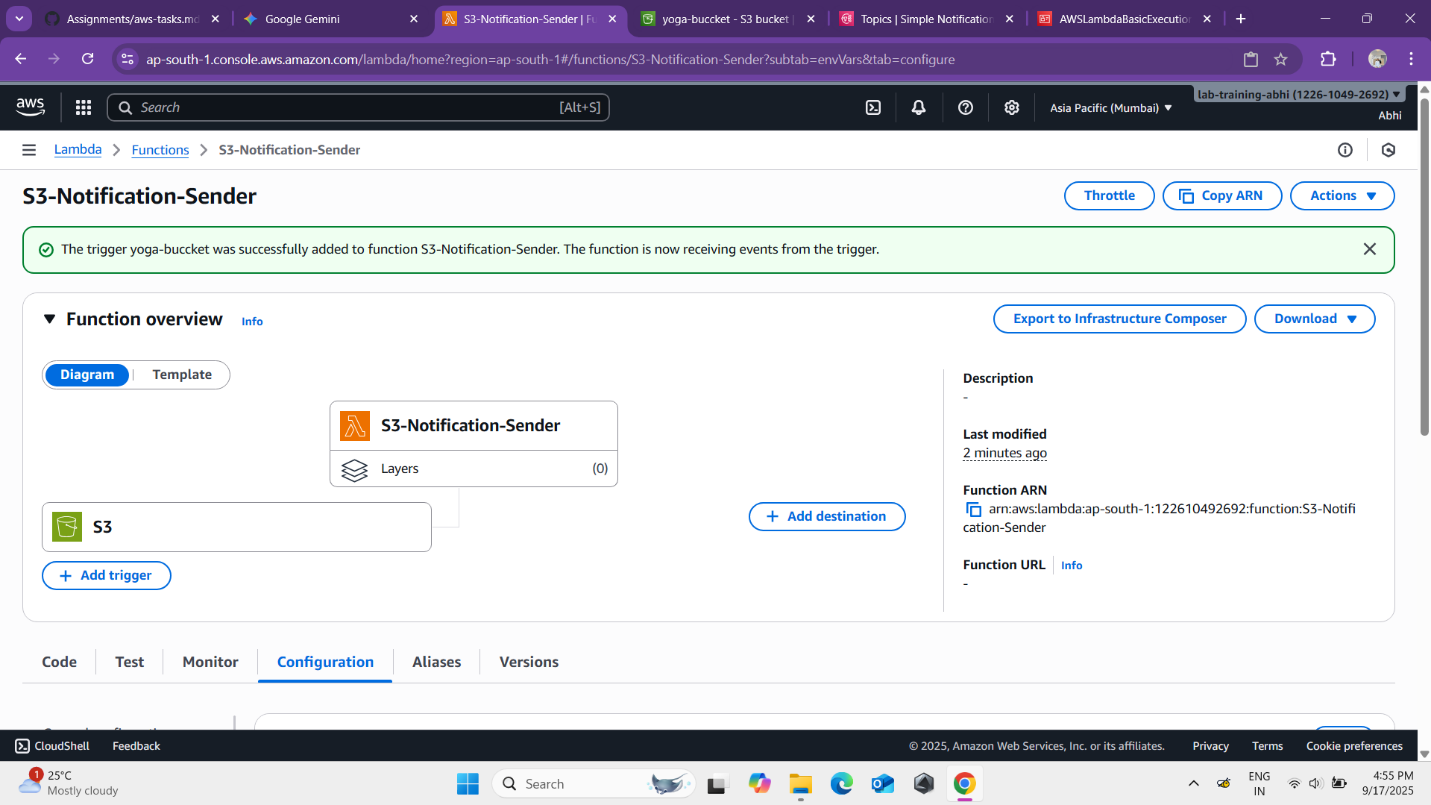 Assignments/aws-tasks.md
Google Gemini
S3-Notification-Sender | Fu
yoga-buccket - S3 bucket |
Topics | Simple Notification
AWSLambdaBasicExecution
ap-south-1.console.aws.amazon.com/lambda/home?region=ap-south-1#/functions/S3-Notification-Sender?subtab=envVars&tab=configure
aws
Search
[Alt+S]
Asia Pacific (Mumbai)
lab-training-abhi (1226-1049-2692)
Abhi
Lambda
Functions
S3-Notification-Sender
S3-Notification-Sender
Throttle
Copy ARN
Actions
The trigger yoga-buccket was successfully added to function S3-Notification-Sender. The function is now receiving events from the trigger.
Function overview
Info
Export to Infrastructure Composer
Download
Diagram
Template
S3-Notification-Sender
Layers
(0)
S3
Add trigger
Add destination
Description
-
Last modified
2 minutes ago
Function ARN
arn:aws:lambda:ap-south-1:122610492692:function:S3-Notifi
cation-Sender
Function URL
Info
-
Code
Test
Monitor
Configuration
Aliases
Versions
CloudShell
Feedback
© 2025, Amazon Web Services, Inc. or its affiliates.
Privacy
Terms
Cookie preferences
1
25°C
Mostly cloudy
Search
ENG
IN
4:55 PM
9/17/2025